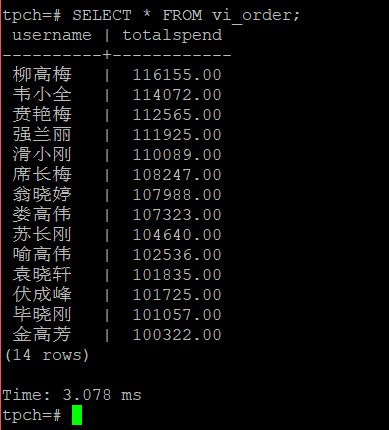 tpch=# SELECT * FROM vi_order;
 username | totalspend
----------+------------
 柳高梅   |  116155.00
 韦小全   |  114072.00
 贲艳梅   |  112565.00
 强兰丽   |  111925.00
 滑小刚   |  110089.00
 席长梅   |  108247.00
 翁晓婷   |  107988.00
 娄高伟   |  107323.00
 苏长刚   |  104640.00
 喻高伟   |  102536.00
 袁晓轩   |  101835.00
 伏成峰   |  101725.00
 毕晓刚   |  101057.00
 金高芳   |  100322.00
(14 rows)

Time: 3.078 ms
tpch=#